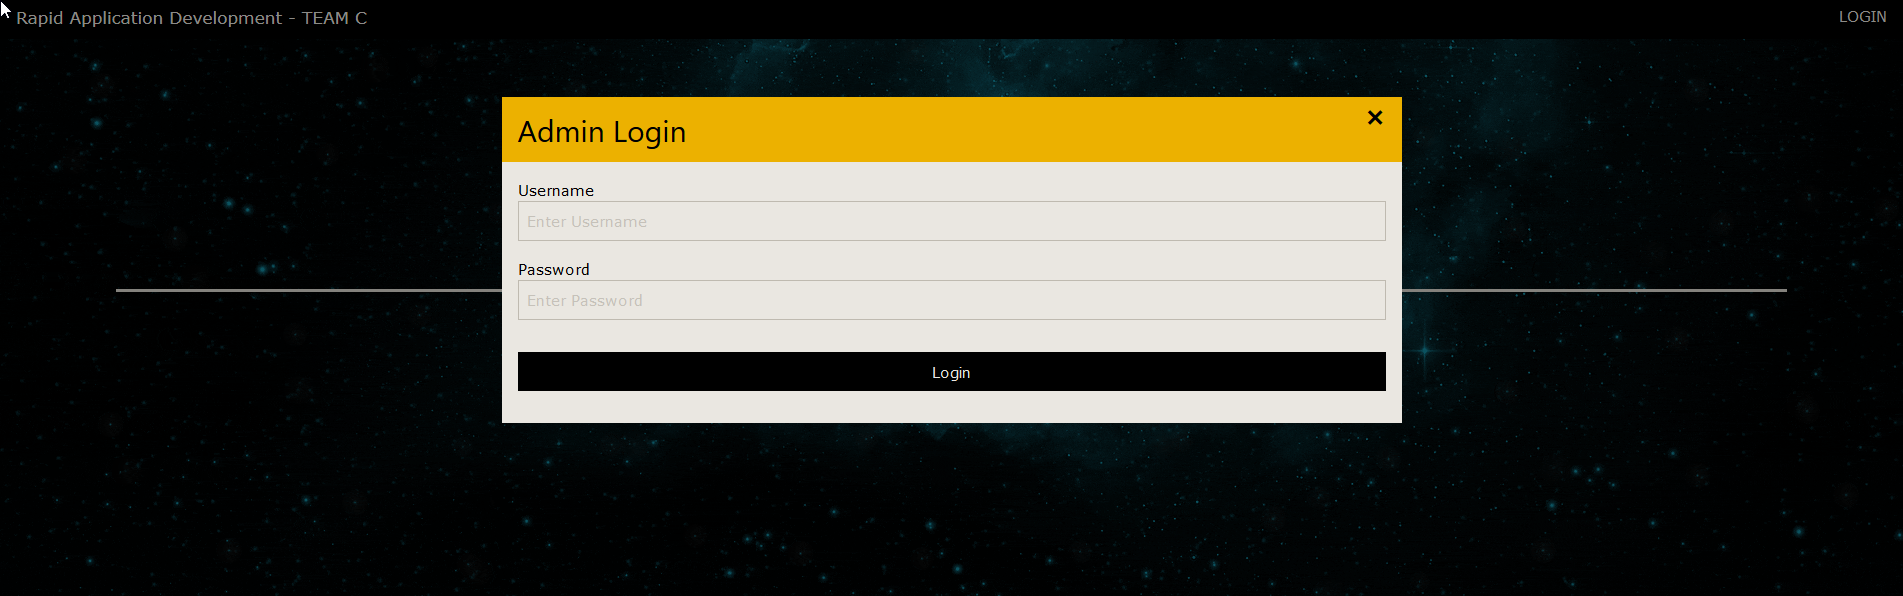 Rapid Application Development - TEAM C
LOGIN
Admin Login
×
Username
Enter Username
Password
Enter Password
Login